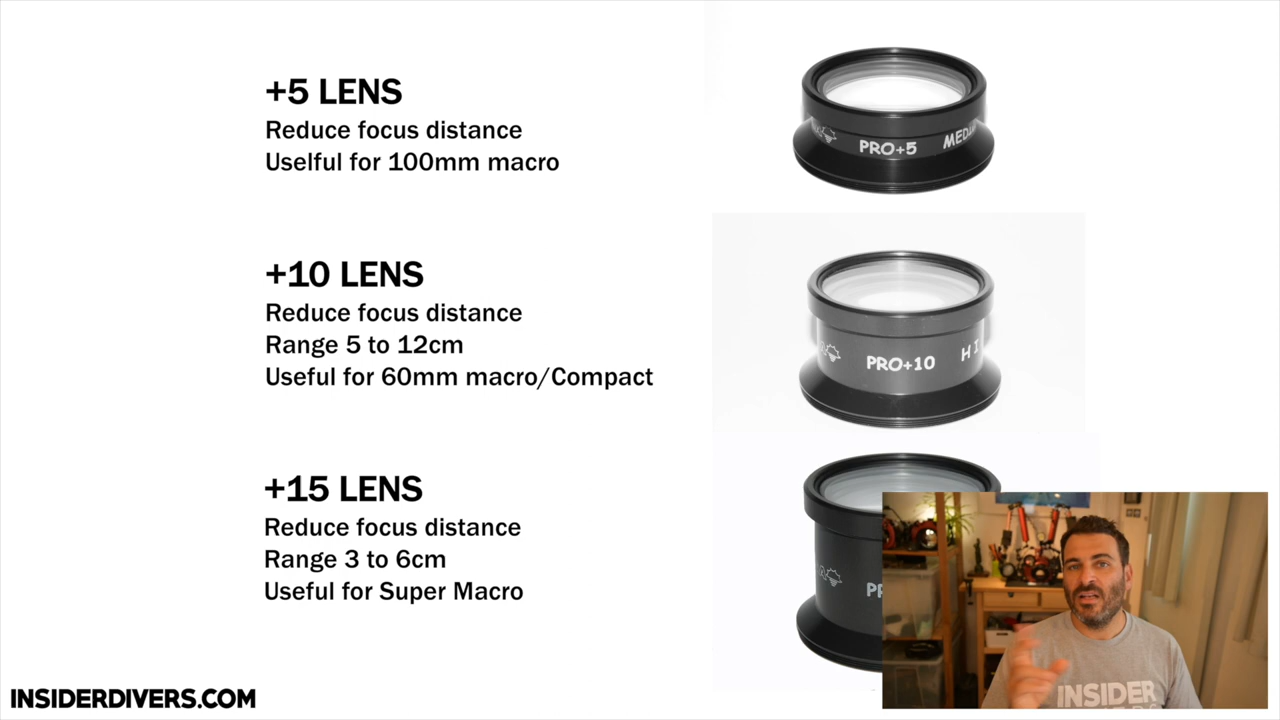 +5 LENS
Reduce focus distance
Uselful for 100mm macro
PRO+5
+10 LENS
Reduce focus distance
Range 5 to 12cm
Useful for 60mm macro/Compact
PRO+10
+15 LENS
Reduce focus distance
Range 3 to 6cm
Useful for Super Macro
INSIDER
INSIDERDIVERS.COM